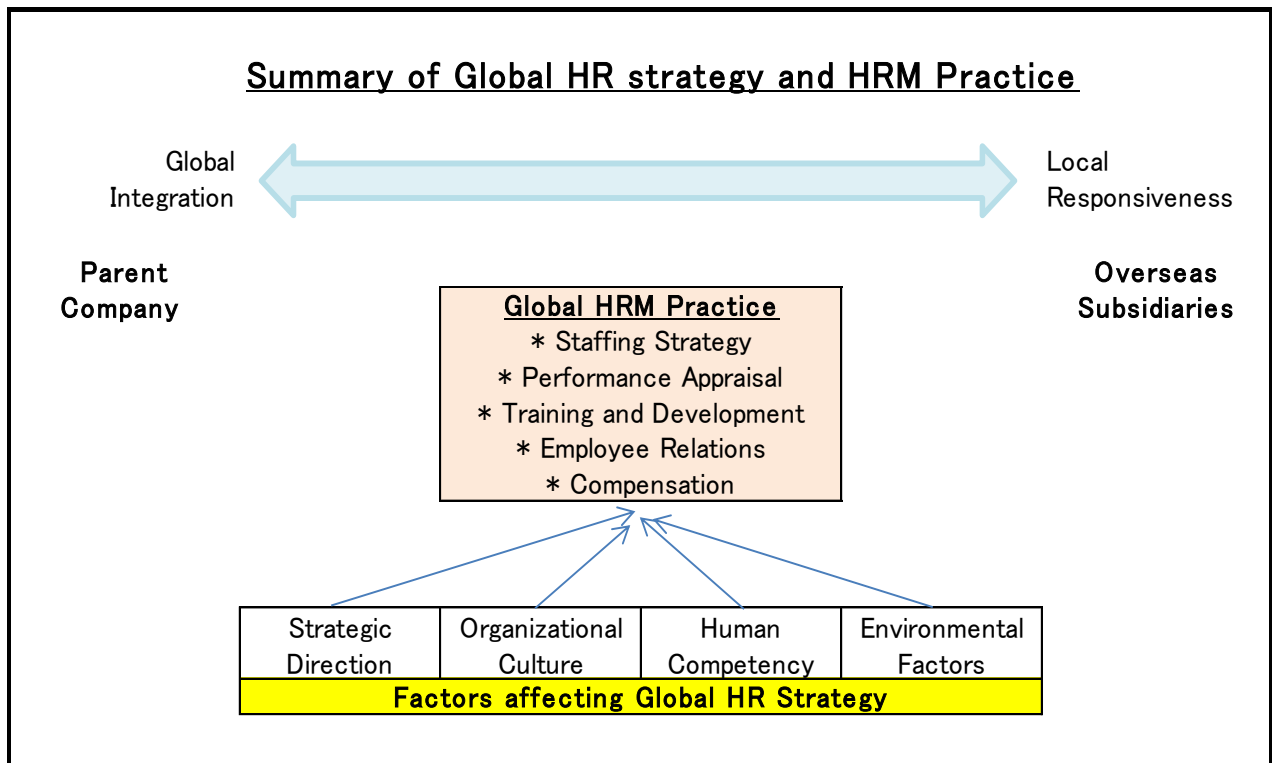 Summary of Global HR strategy and HRM Practice
Global
Integration
Local
Responsiveness
Parent
Company
Overseas
Subsidiaries
Global HRM Practice
* Staffing Strategy
* Performance Appraisal
* Training and Development
* Employee Relations
* Compensation
Strategic
Direction
Organizational
Culture
Human
Competency
Environmental
Factors
Factors affecting Global HR Strategy